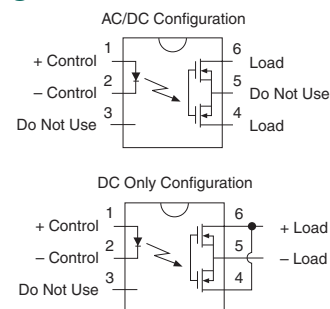 AC/DC Configuration
1 6
+ Control Load
2 5
– Control Do Not Use
3 4
Do Not Use Load
DC Only Configuration
1 6
+ Control + Load
2 5
– Control – Load
3 4
Do Not Use